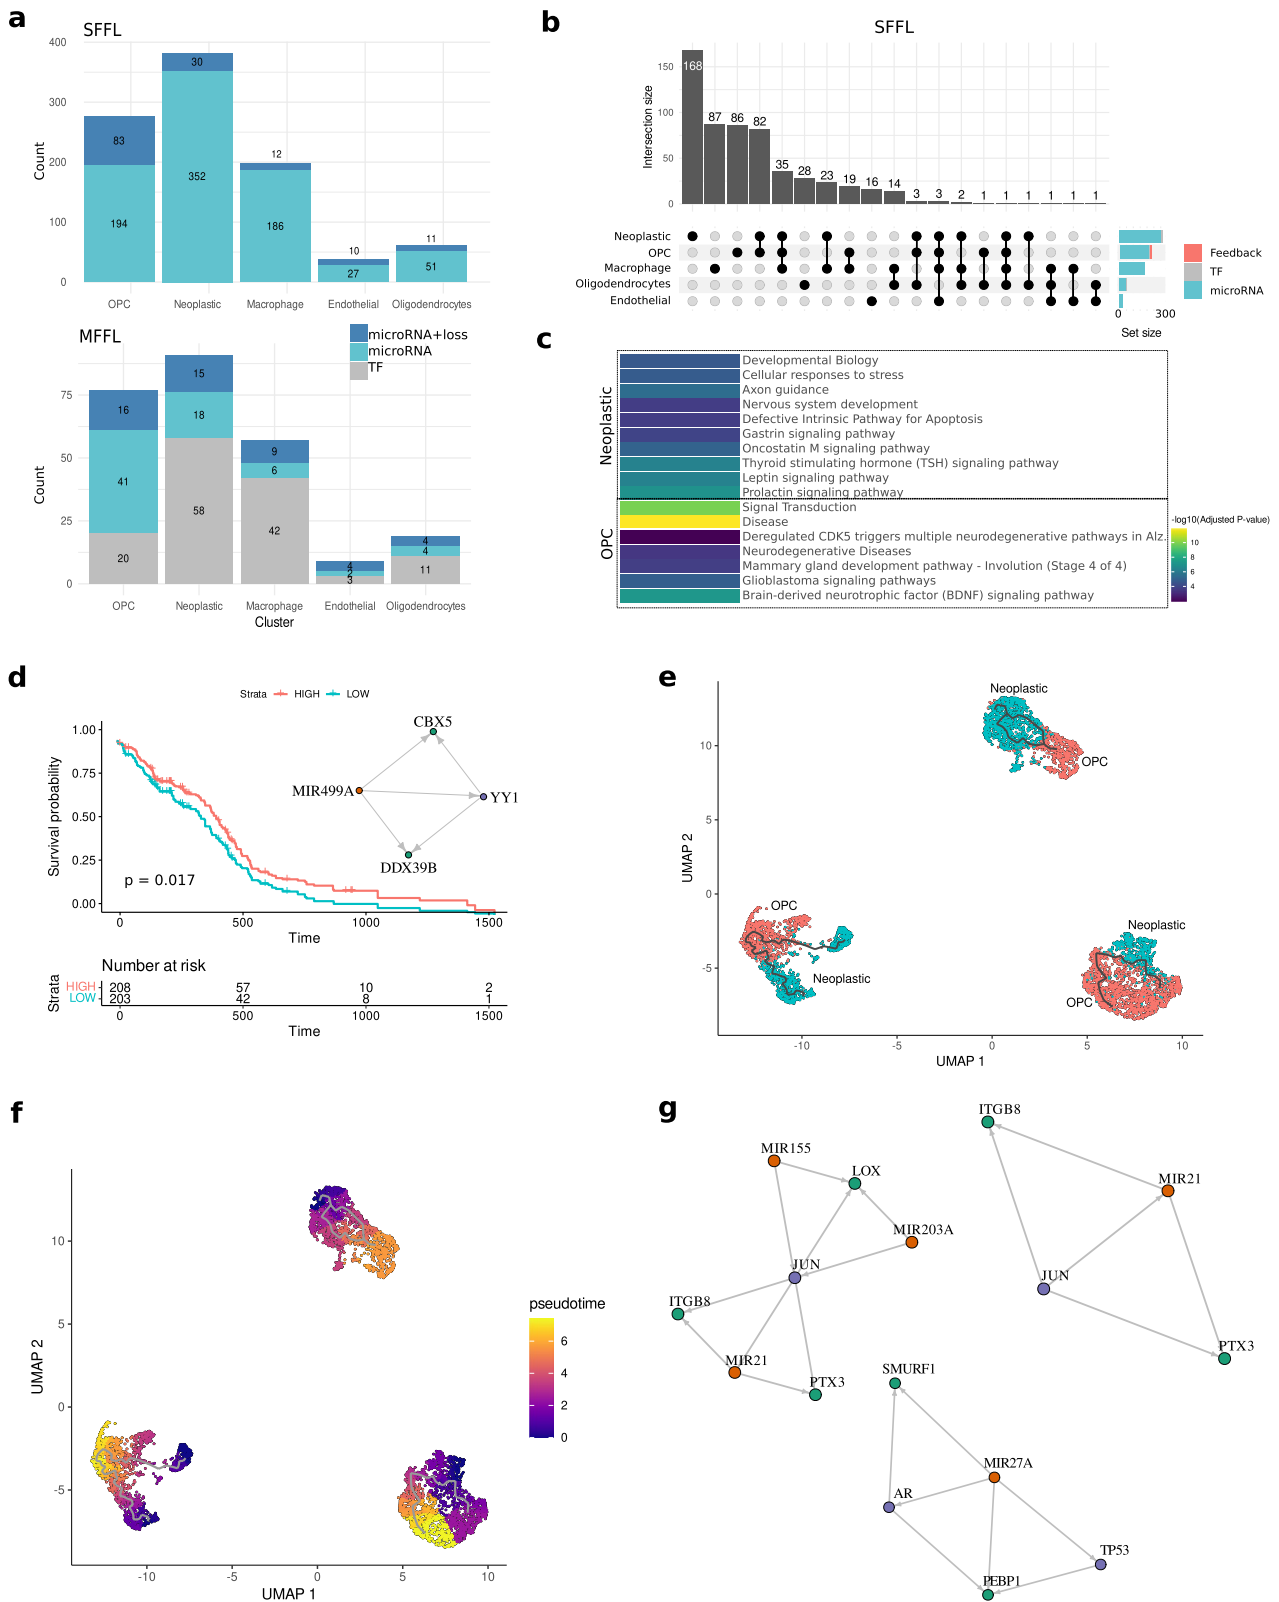 a
SFFL
400
300
200
100
0
Count
83
194
30
352
12
186
10
27
11
51
OPC
Neoplastic
Macrophage
Endothelial
Oligodendrocytes
MFFL
microRNA+loss
microRNA
TF
75
50
25
0
Count
16
41
20
15
18
58
9
6
42
4
2
3
4
4
11
OPC
Neoplastic
Macrophage
Endothelial
Oligodendrocytes
Cluster
b
SFFL
150
100
50
0
Intersection size
168
87
86
82
35
28
23
19
16
14
3
3
2
1
1
1
1
1
1
Neoplastic
OPC
Macrophage
Oligodendrocytes
Endothelial
0
300
Set size
Feedback
TF
microRNA
c
Neoplastic
Developmental Biology
Cellular responses to stress
Axon guidance
Nervous system development
Defective Intrinsic Pathway for Apoptosis
Gastrin signaling pathway
Oncostatin M signaling pathway
Thyroid stimulating hormone (TSH) signaling pathway
Leptin signaling pathway
Prolactin signaling pathway
OPC
Signal Transduction
Disease
Deregulated CDK5 triggers multiple neurodegenerative pathways in Alz.
Neurodegenerative Diseases
Mammary gland development pathway - Involution (Stage 4 of 4)
Glioblastoma signaling pathways
Brain-derived neurotrophic factor (BDNF) signaling pathway
-log10(Adjusted P-value)
10
8
6
4
d
Strata HIGH LOW
1.00
0.75
0.50
0.25
0.00
Survival probability
p = 0.017
CBX5
MIR499A
YY1
DDX39B
0
500
1000
1500
Time
Number at risk
Strata
HIGH 208 57 10 2
LOW 203 42 8 1
0
500
1000
1500
Time
e
Neoplastic
OPC
OPC
Neoplastic
Neoplastic
OPC
10
5
0
-5
UMAP 2
-10
-5
0
5
10
UMAP 1
f
10
5
0
-5
UMAP 2
-10
-5
0
5
10
UMAP 1
pseudotime
6
4
2
0
g
MIR155
LOX
MIR203A
JUN
ITGB8
MIR21
PTX3
ITGB8
MIR21
JUN
PTX3
SMURF1
MIR27A
AR
TP53
PEBP1